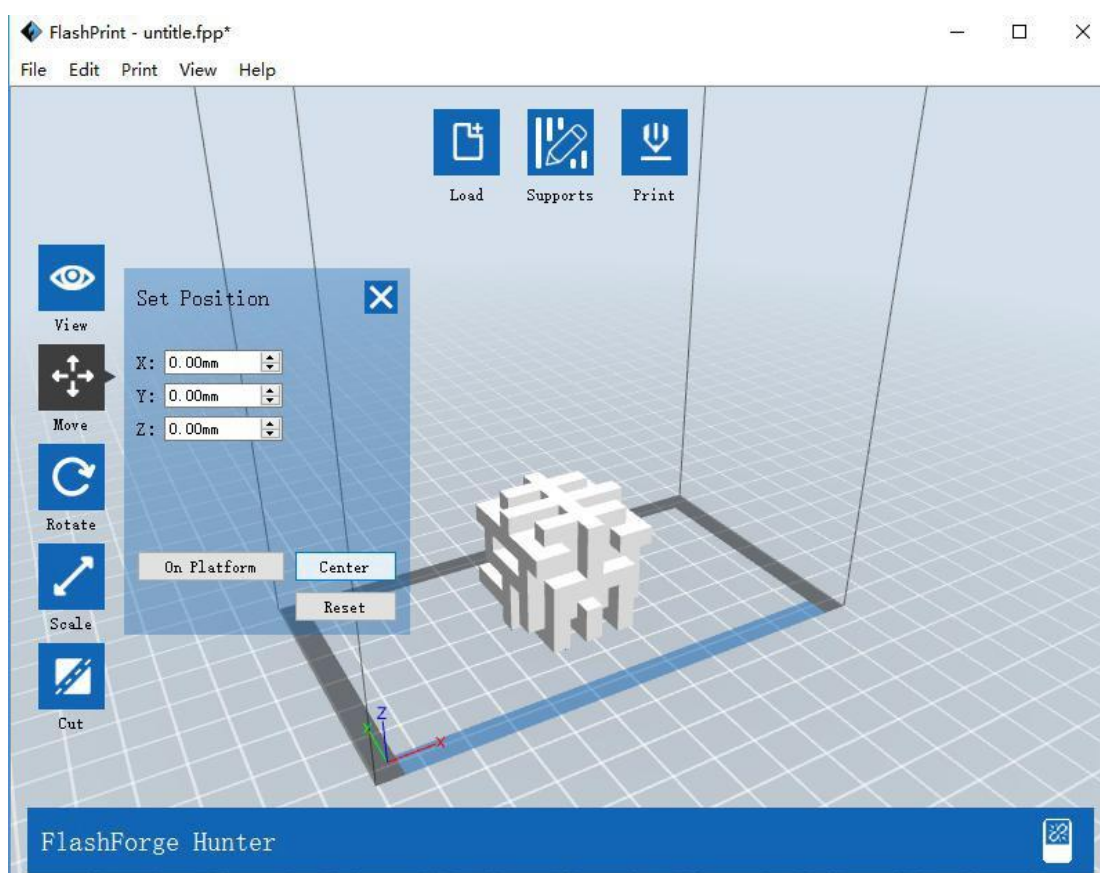 FlashPrint - untitle.fpp*
File Edit Print View Help
Load Supports Print
View
Move
Rotate
Scale
Cut
Set Position
X: 0.00mm
Y: 0.00mm
Z: 0.00mm
On Platform Center
Reset
Z
X
FlashForge Hunter